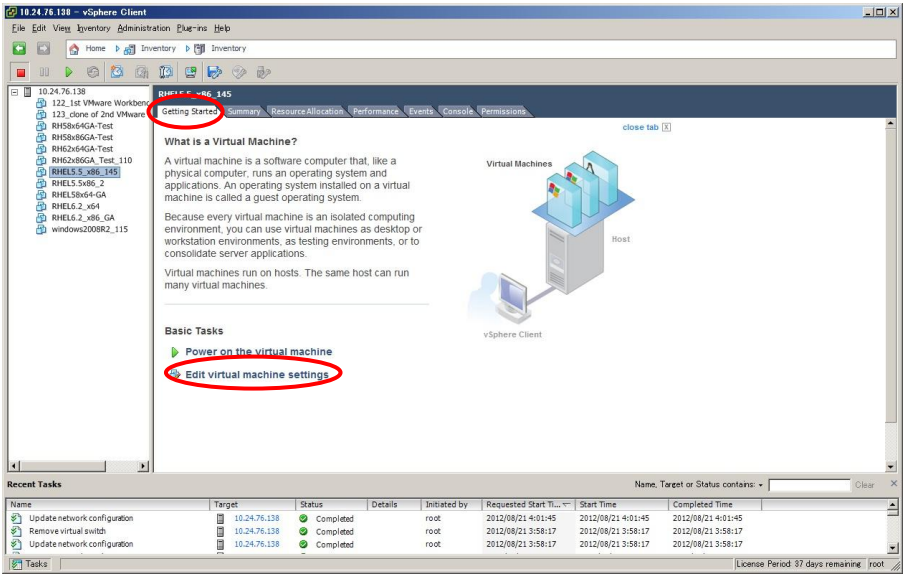 10.24.76.138 - vSphere Client
File Edit View Inventory Administration Plug-ins Help
Home Inventory Inventory
10.24.76.138
122_1st VMware Workbenc
123_clone of 2nd VMware
RH58x64GA-Test
RH58x86GA-Test
RH62x64GA-Test
RH62x86GA_Test_110
RHEL5.5_x86_145
RHEL5.5x86_2
RHEL58x64-GA
RHEL6.2_x64
RHEL6.2_x86_GA
windows2008R2_115
RHEL5.5_x86_145
Getting Started Summary Resource Allocation Performance Events Console Permissions
close tab X
What is a Virtual Machine?
A virtual machine is a software computer that, like a
physical computer, runs an operating system and
applications. An operating system installed on a virtual
machine is called a guest operating system.
Because every virtual machine is an isolated computing
environment, you can use virtual machines as desktop or
workstation environments, as testing environments, or to
consolidate server applications.
Virtual machines run on hosts. The same host can run
many virtual machines.
Basic Tasks
Power on the virtual machine
Edit virtual machine settings
Virtual Machines
Host
vSphere Client
Recent Tasks
Name, Target or Status contains: Clear
Name Target Status Details Initiated by Requested Start Ti... Start Time Completed Time
Update network configuration 10.24.76.138 Completed root 2012/08/21 4:01:45 2012/08/21 4:01:45 2012/08/21 4:01:45
Remove virtual switch 10.24.76.138 Completed root 2012/08/21 3:58:17 2012/08/21 3:58:17 2012/08/21 3:58:17
Update network configuration 10.24.76.138 Completed root 2012/08/21 3:58:17 2012/08/21 3:58:17 2012/08/21 3:58:17
Tasks License Period: 37 days remaining root